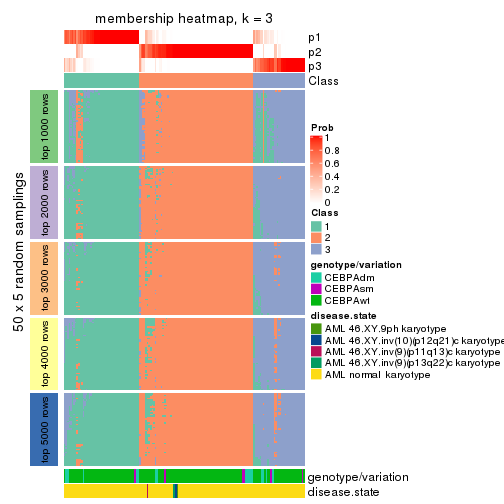 membership heatmap, k = 3
p1
p2
p3
Class
50 x 5 random samplings
top 1000 rows
top 2000 rows
top 3000 rows
top 4000 rows
top 5000 rows
Prob
1
0.8
0.6
0.4
0.2
0
Class
1
2
3
genotype/variation
CEBPAdm
CEBPAsm
CEBPAwt
disease.state
AML 46.XY.9ph karyotype
AML 46.XY.inv(10)(p12q21)c karyotype
AML 46.XY.inv(9)(p11q13)c karyotype
AML 46.XY.inv(9)(p13q22)c karyotype
AML normal karyotype
genotype/variation
disease.state